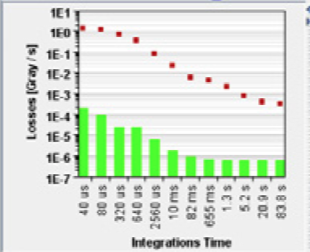 1E1
1E0
1E-1
1E-2
1E-3
1E-4
1E-5
1E-6
1E-7
Losses [Gray / s]
40 us
80 us
320 us
640 us
2560 us
10 ms
82 ms
655 ms
1.3 s
5.2 s
20.9 s
83.8 s
Integrations Time